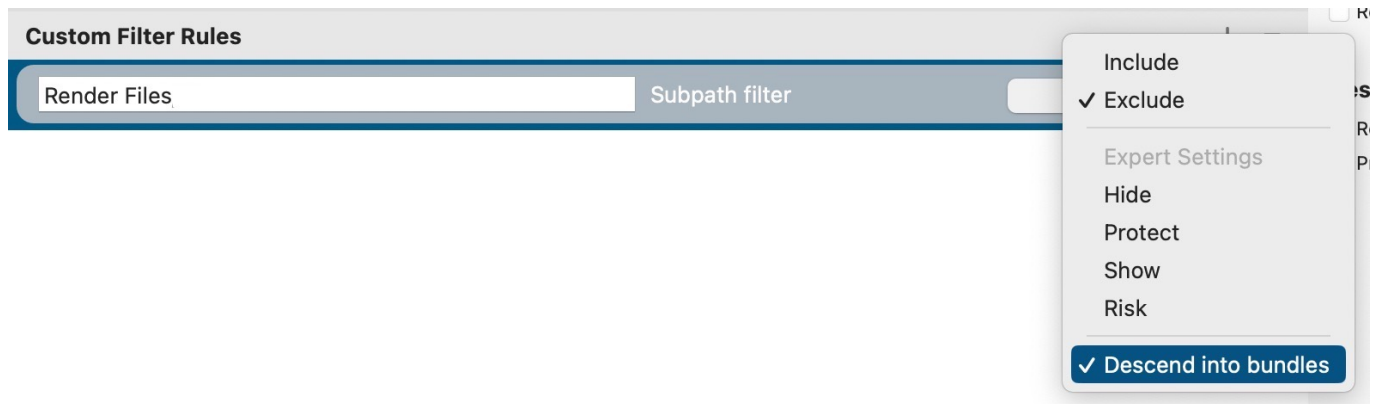 Custom Filter Rules
Render Files
Subpath filter
Include
✓ Exclude
Expert Settings
Hide
Protect
Show
Risk
✓ Descend into bundles